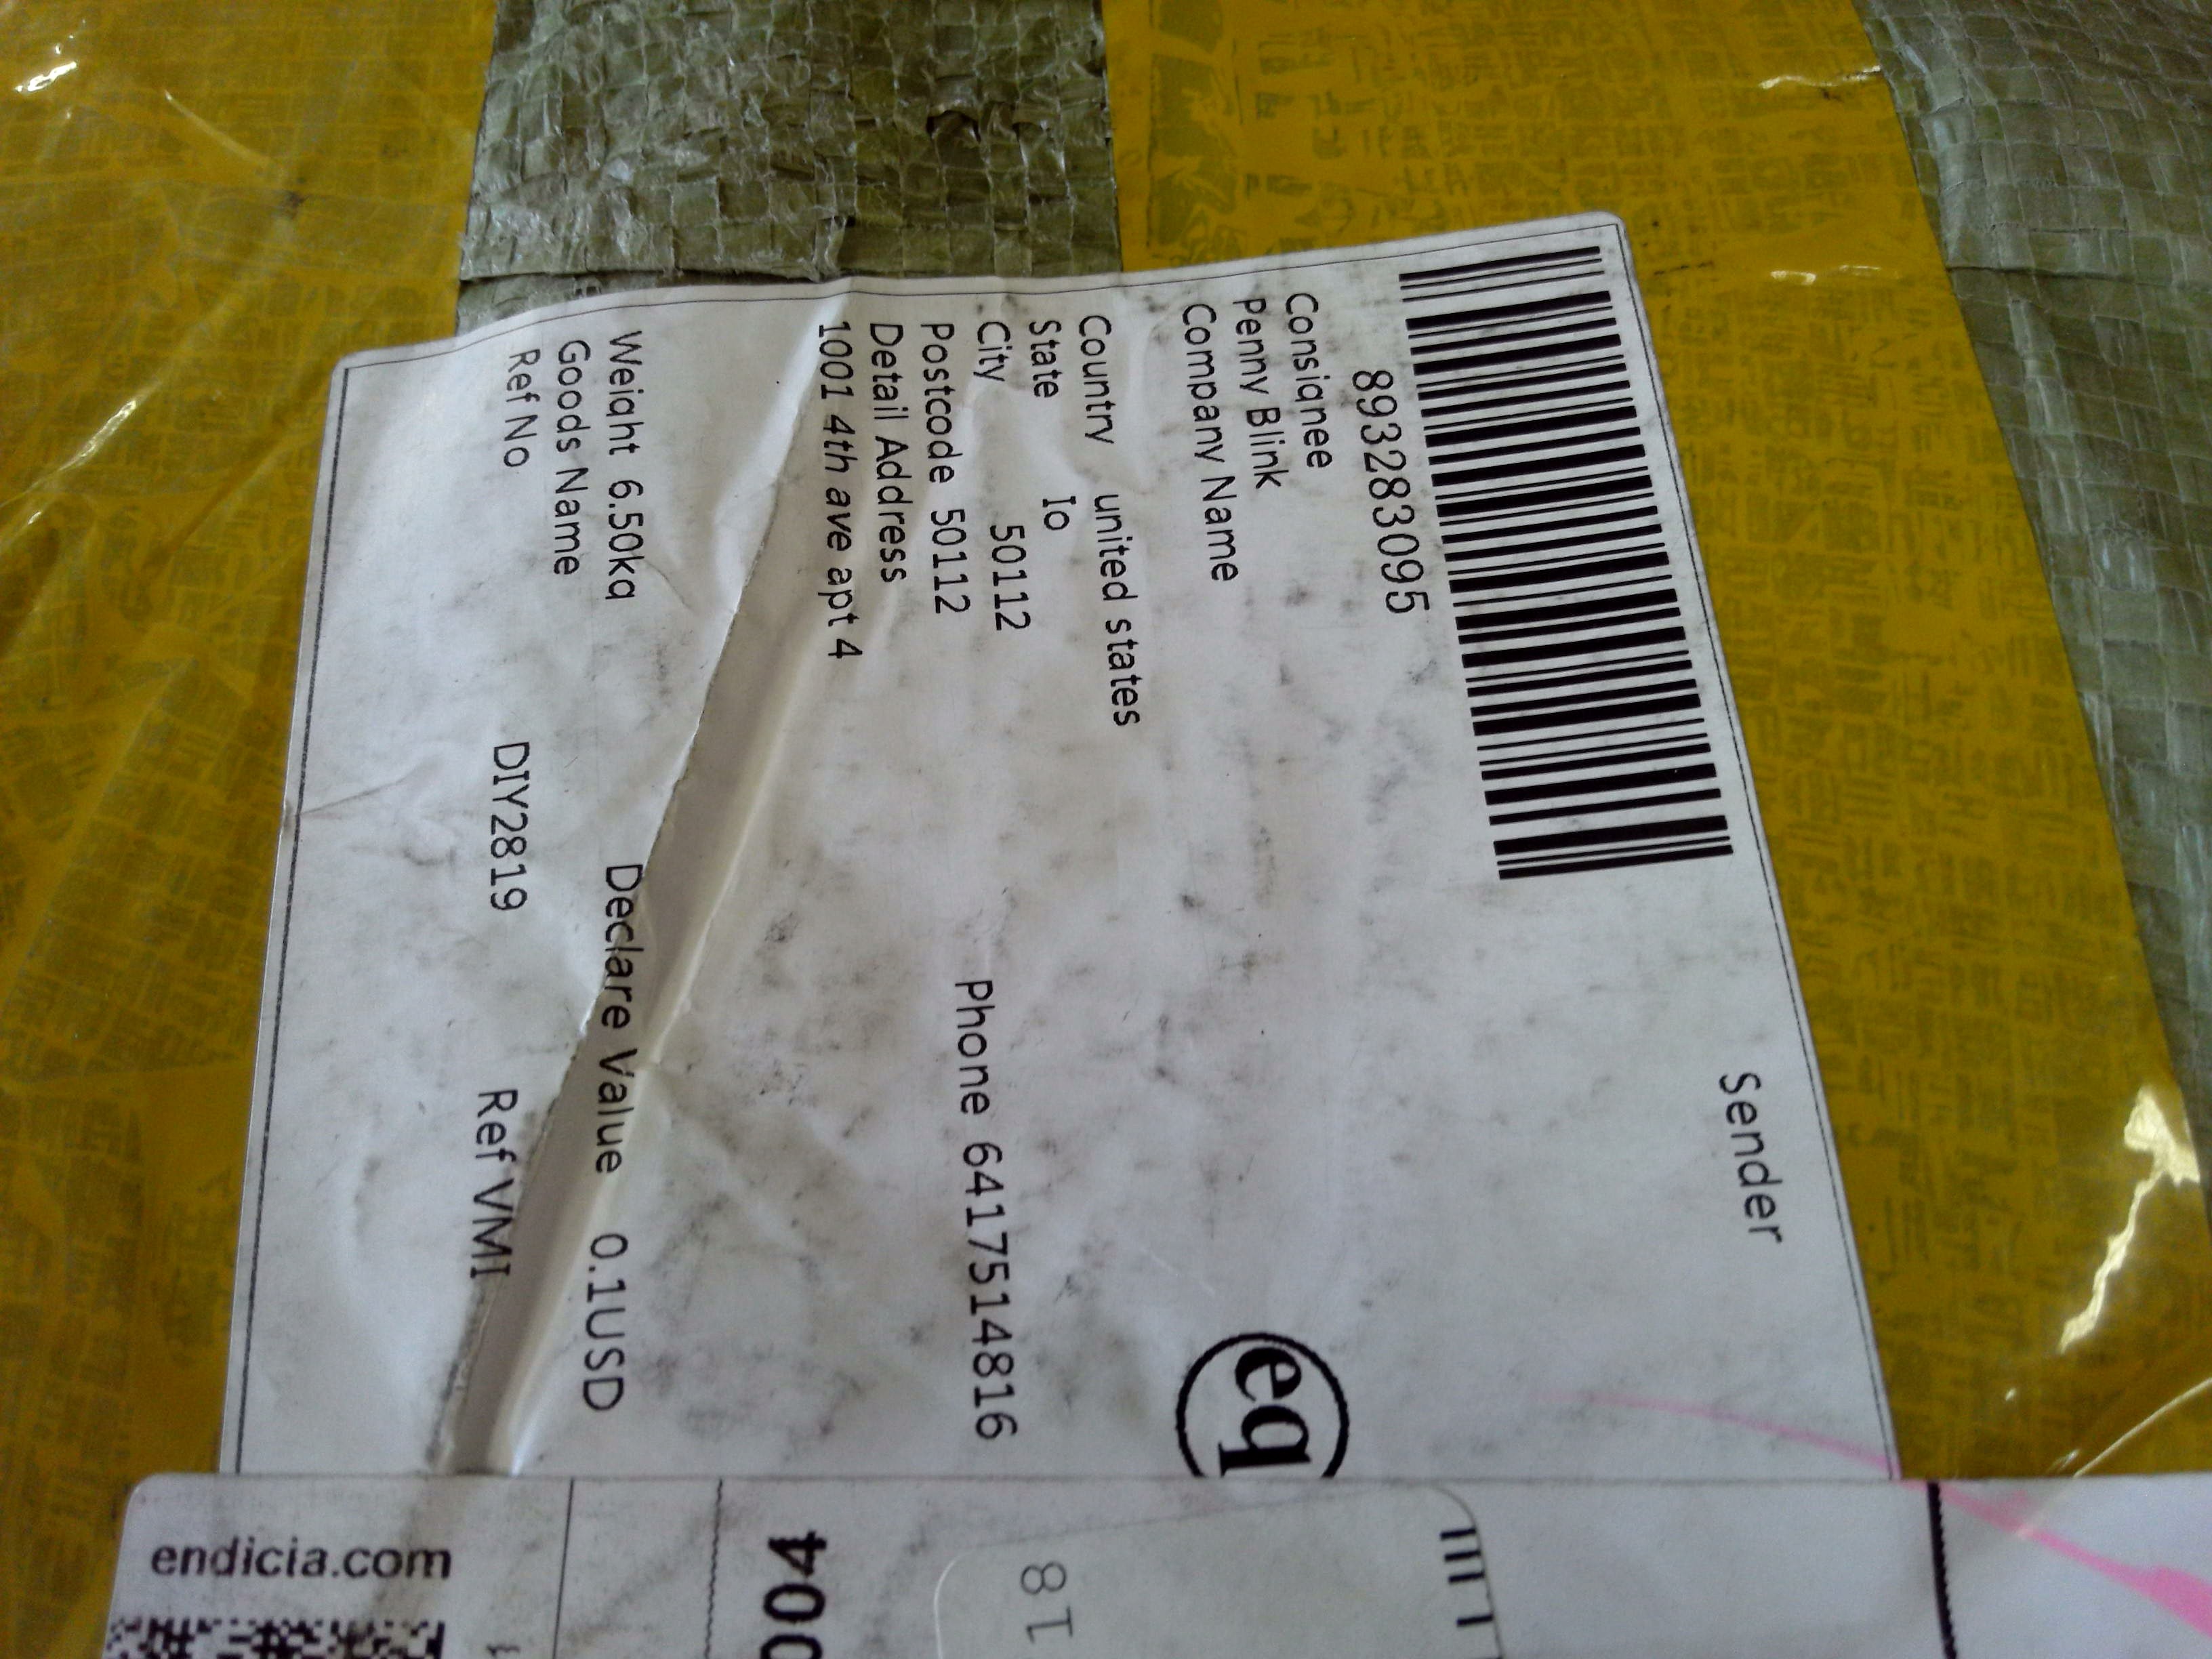 Sender
893283095
Consignee
Penny Blink
Company Name
eq
Country united states
State Io
City 50112
Postcode 50112 Phone 6417514816
Detail Address
1001 4th ave apt 4
Weight 6.50kg Declare Value 0.1USD
Goods Name
Ref No DIY2819 Ref VMI
endicia.com
004
18